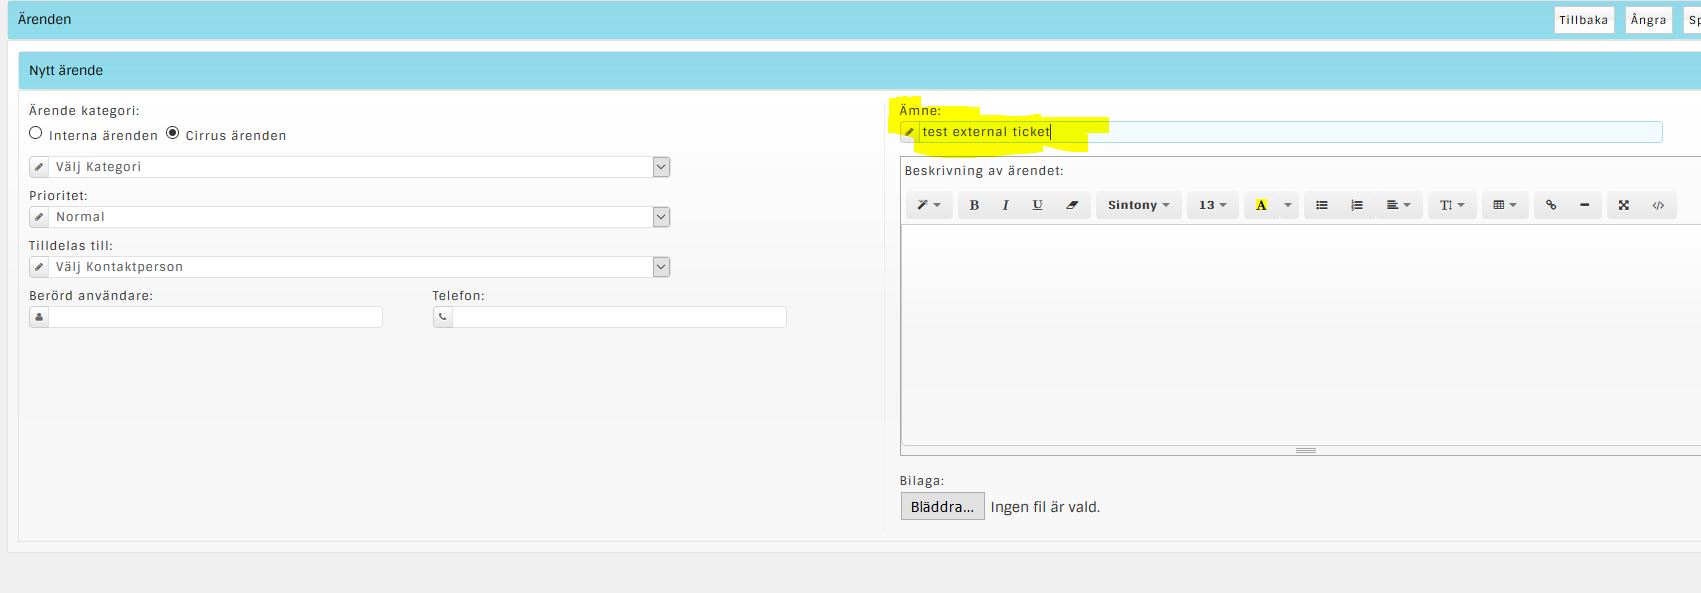 Ärenden
Tillbaka Ångra
Nytt ärende
Ärende kategori:
Interna ärenden Cirrus ärenden
Välj Kategori
Prioritet:
Normal
Tilldelas till:
Välj Kontaktperson
Berörd användare: Telefon:
Ämne:
test external ticket
Beskrivning av ärendet:
B I U Sintony 13 A TI </>
Bilaga:
Bläddra... Ingen fil är vald.